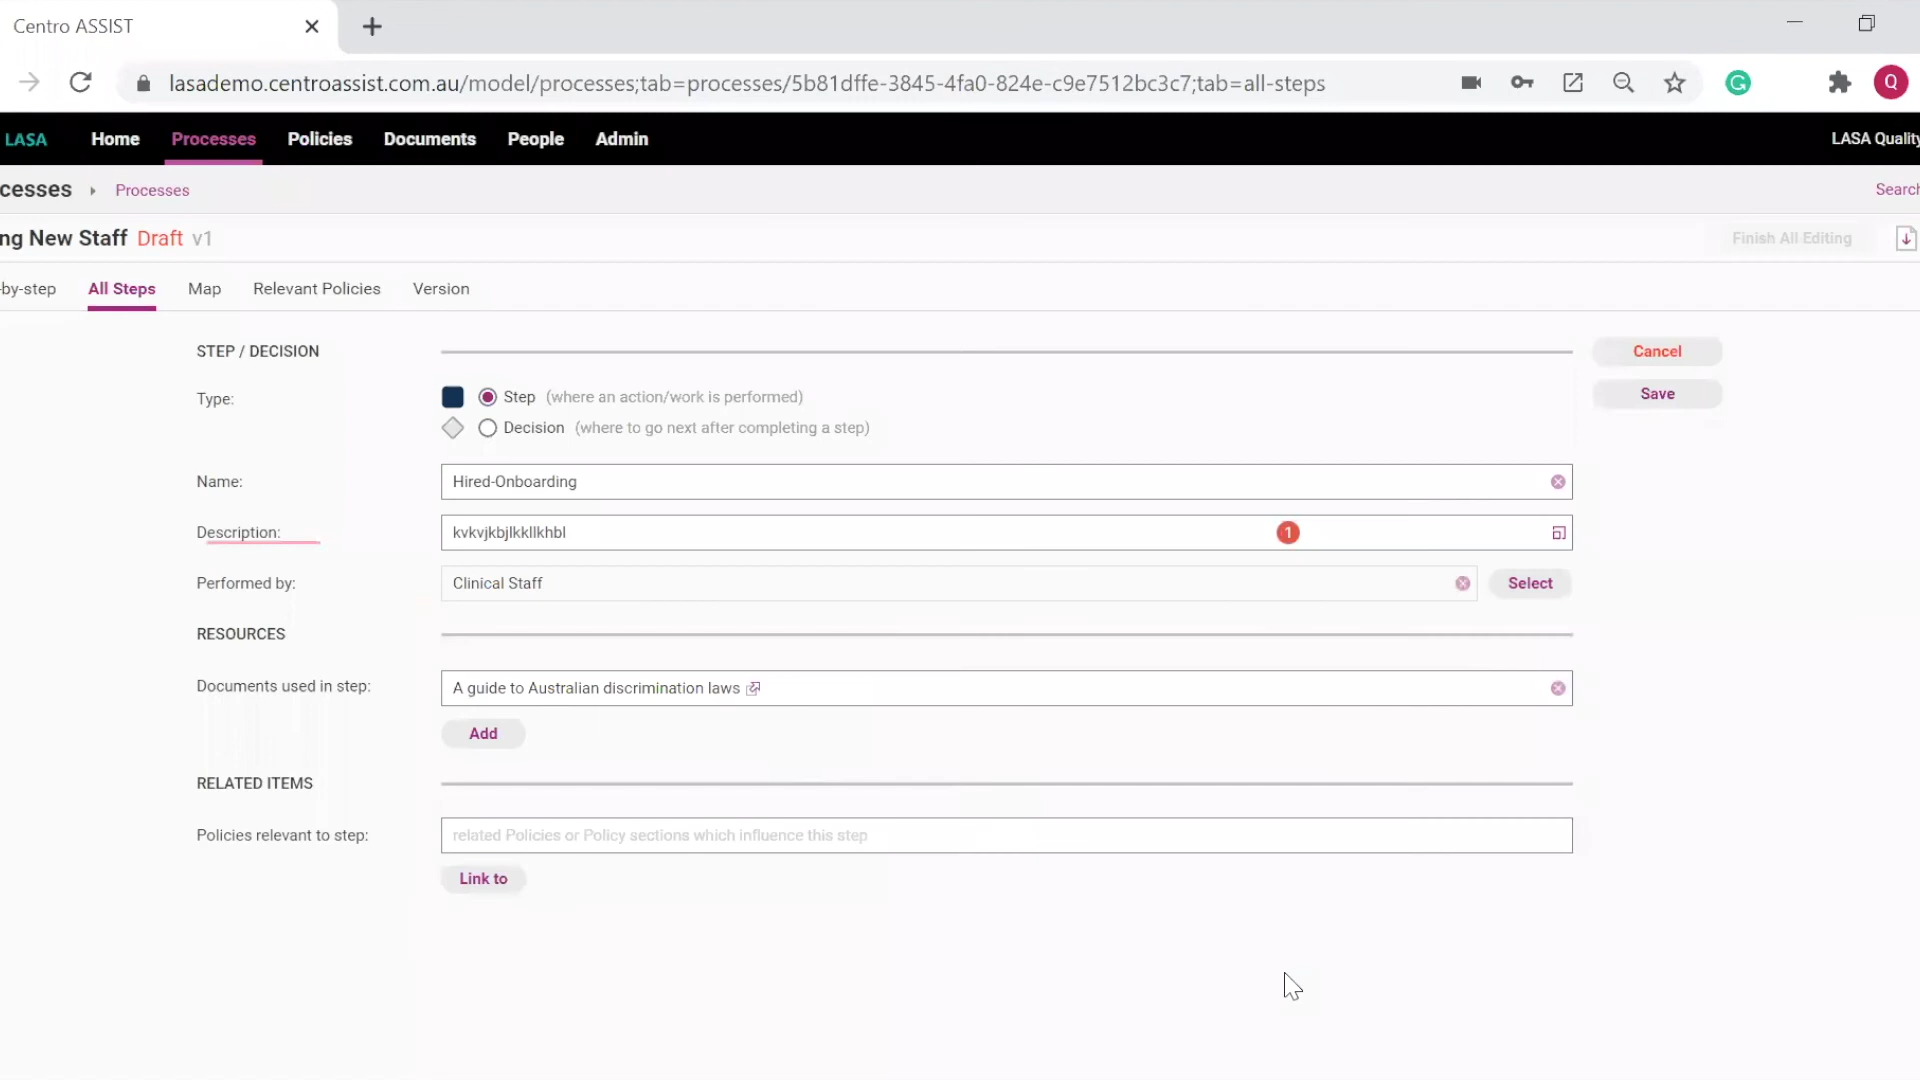 Centro ASSIST
lasademo.centroassist.com.au/model/processes;tab=processes/5b81dffe-3845-4fa0-824e-c9e7512bc3c7;tab=all-steps
G
Q
LASA Home Processes Policies Documents People Admin LASA Quality
cesses Processes Search
ng New Staff Draft v1 Finish All Editing
-by-step All Steps Map Relevant Policies Version
STEP / DECISION
Cancel
Type: Step (where an action/work is performed)
Save
Decision (where to go next after completing a step)
Name: Hired-Onboarding
Description: kvkvjkbjlkkllkhbl 1
Performed by: Clinical Staff Select
RESOURCES
Documents used in step: A guide to Australian discrimination laws
Add
RELATED ITEMS
Policies relevant to step: related Policies or Policy sections which influence this step
Link to